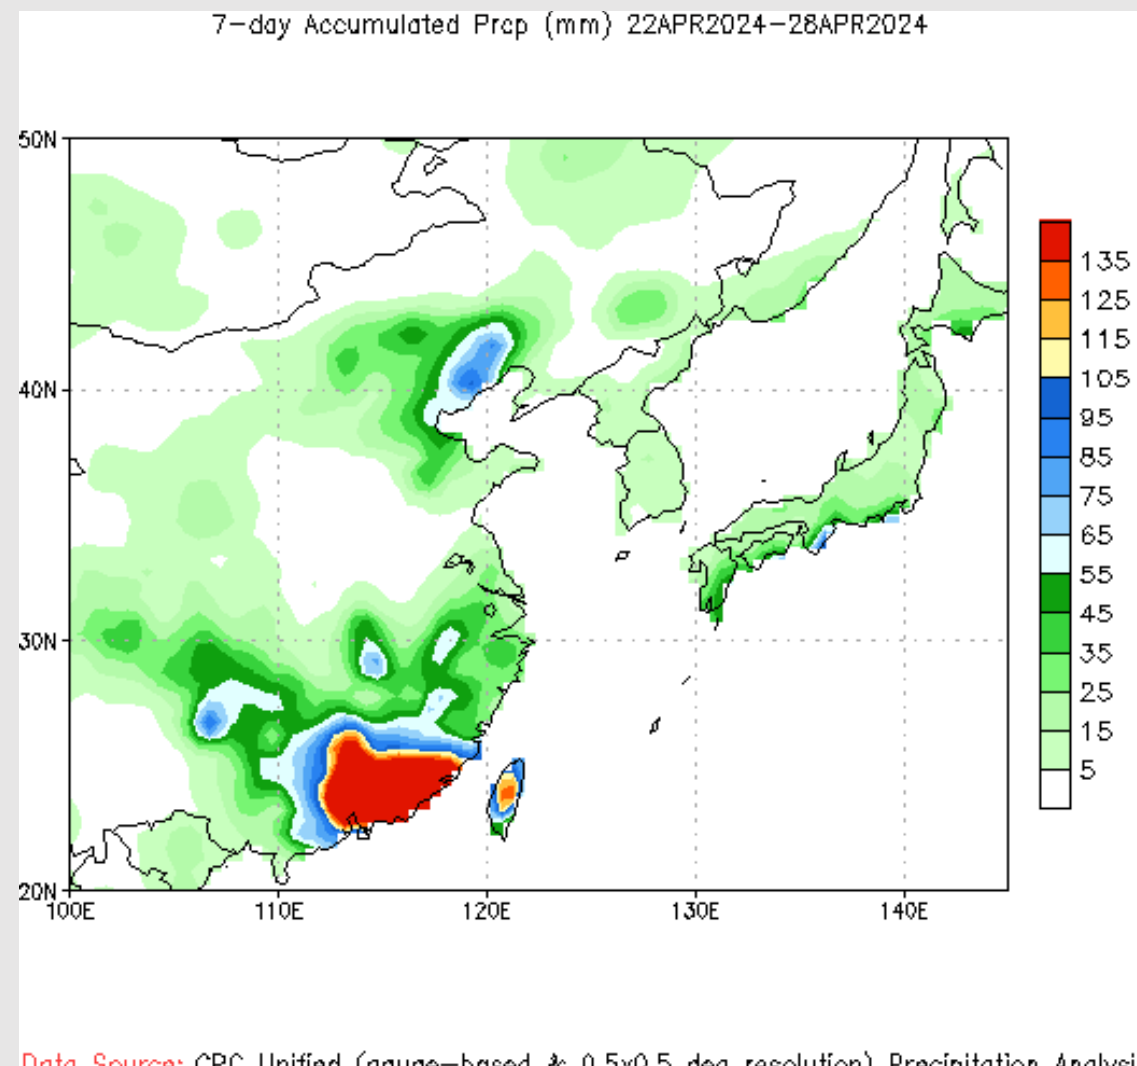 7-day Accumulated Prcp (mm) 22APR2024-28APR2024
50N
40N
30N
20N
100E 110E 120E 130E 140E
135
125
115
105
95
85
75
65
55
45
35
25
15
5
Data Source: CPC Unified (gauge-based & 0.5x0.5 deg resolution) Precipitation Analysi